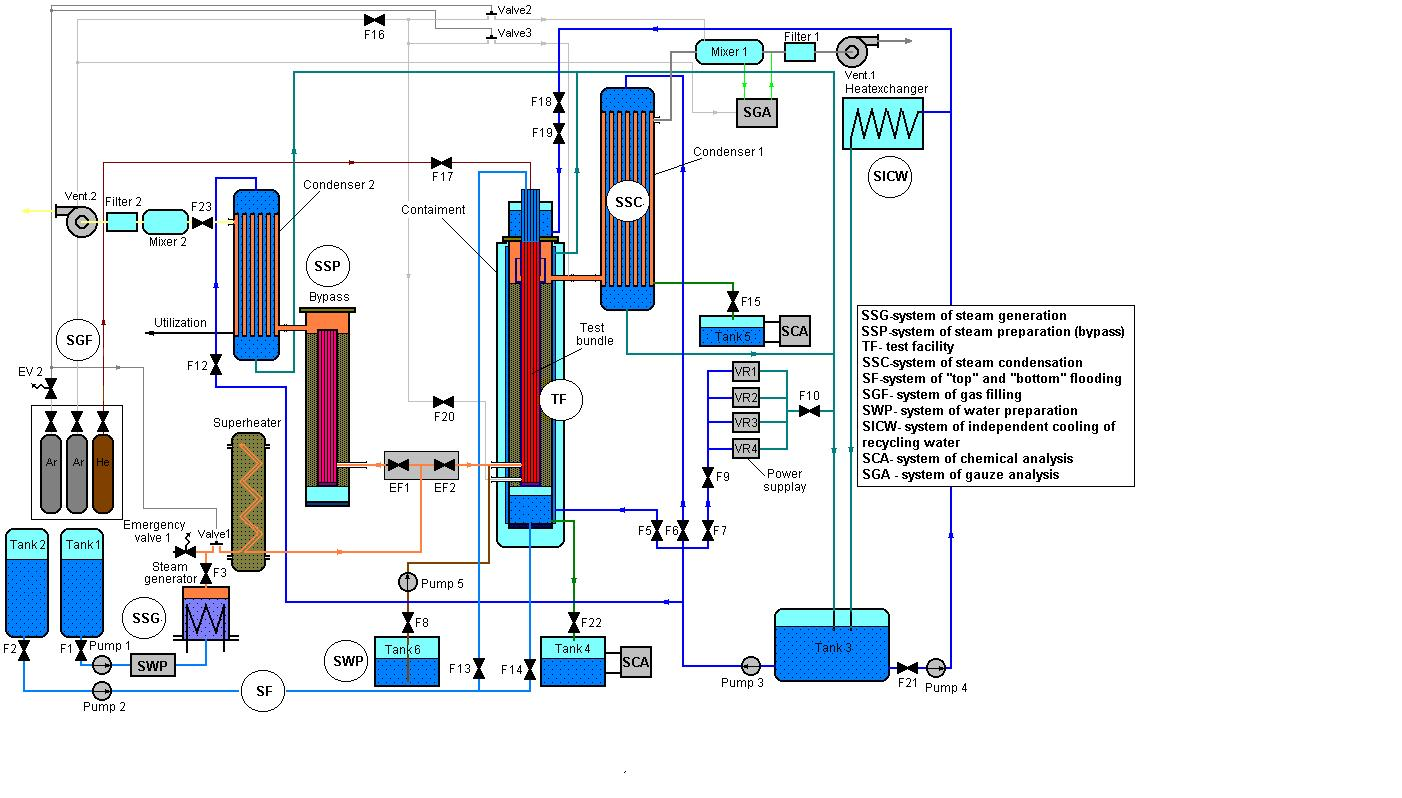 Valve2
F16
Valve3
Mixer 1
Filter 1
Vent.1
Heatexchanger
F18
F19
SGA
SICW
Condenser 1
F17
Condenser 2
Contaiment
SSC
Vent.2
Filter 2
F23
Mixer 2
SSP
Bypass
Utilization
SGF
F12
EV 2
F15
Tank 5
SCA
Test
bundle
TF
VR1
VR2
VR3
VR4
F10
Power
supplay
F20
F9
SSG-system of steam generation
SSP-system of steam preparation (bypass)
TF- test facility
SSC-system of steam condensation
SF-system of "top" and "bottom" flooding
SGF- system of gas filling
SWP- system of water preparation
SICW- system of independent cooling of
recycling water
SCA- system of chemical analysis
SGA - system of gauze analysis
Superheater
Ar
Ar
He
EF1
EF2
Emergency
valve 1
Valve1
F5
F6
F7
Tank2
Tank1
Steam
generator
F3
Pump 5
SSG
F2
F1
Pump 1
SWP
F8
SWP
Tank6
F13
F14
F22
Tank 4
SCA
Tank 3
Pump 3
F21
Pump 4
Pump 2
SF